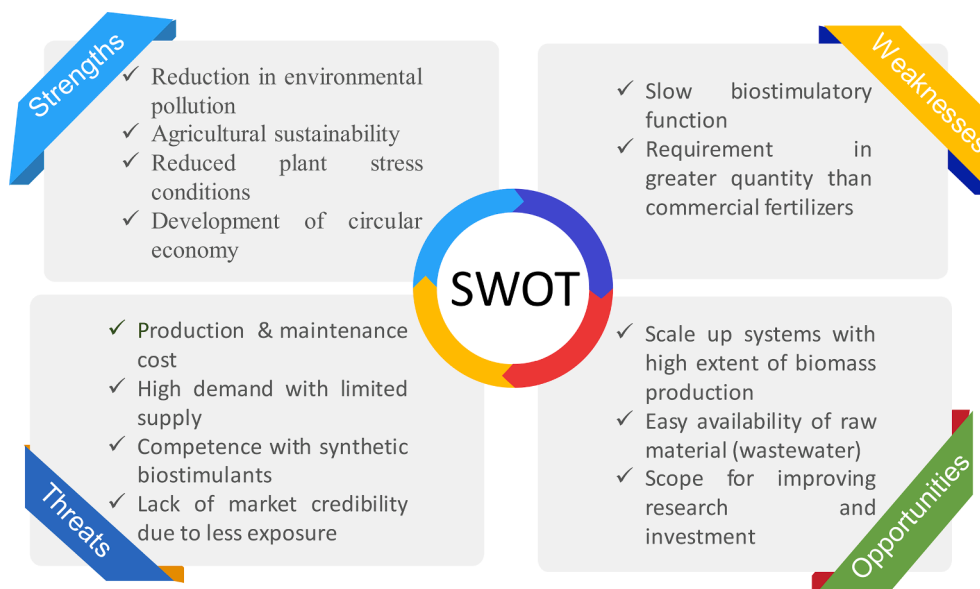 Strengths
Reduction in environmental
pollution
Agricultural sustainability
Reduced plant stress
conditions
Development of circular
economy
Weaknesses
Slow biostimulatory
function
Requirement in
greater quantity than
commercial fertilizers
SWOT
Threats
Production & maintenance
cost
High demand with limited
supply
Competence with synthetic
biostimulants
Lack of market credibility
due to less exposure
Opportunities
Scale up systems with
high extent of biomass
production
Easy availability of raw
material (wastewater)
Scope for improving
research and
investment